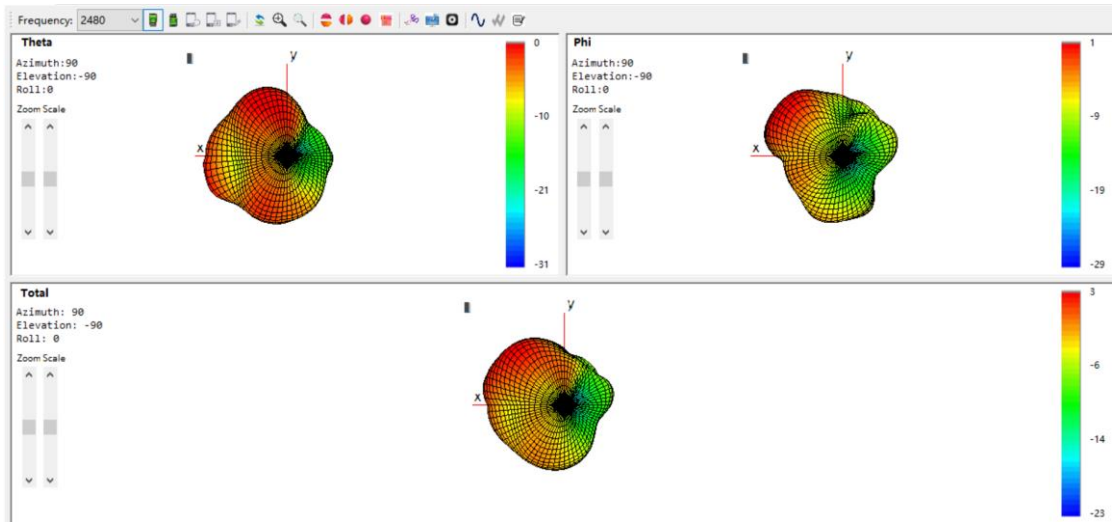 Frequency: 2480
Theta
Azimuth:90
Elevation:-90
Roll:0
Zoom Scale
y
x
0
-10
-21
-31
Phi
Azimuth:90
Elevation:-90
Roll:0
Zoom Scale
y
x
1
-9
-19
-29
Total
Azimuth: 90
Elevation: -90
Roll: 0
Zoom Scale
y
x
3
-6
-14
-23